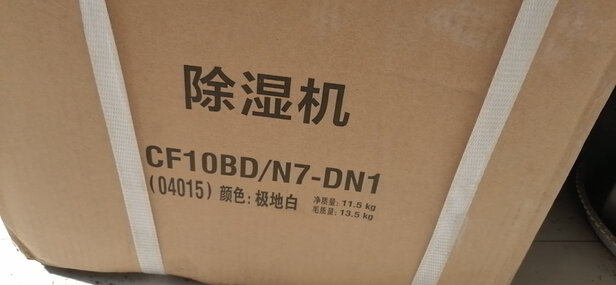 除湿机
CF10BD/N7-DN1
(04015) 颜色: 极地白
净质量: 11.5 kg
毛质量: 13.5 kg